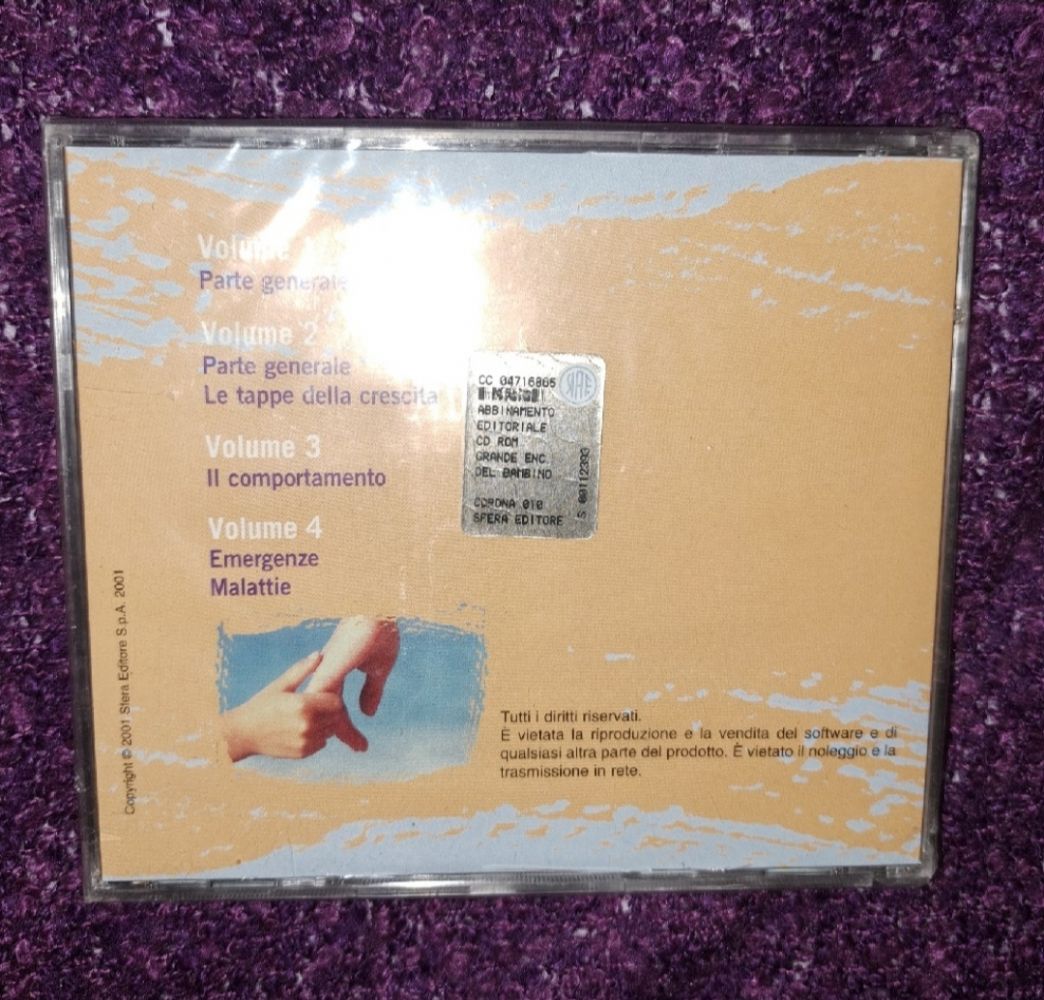 Volume
Parte generale
Volume 2
Parte generale
Le tappe della crescita
Volume 3
Il comportamento
Volume 4
Emergenze
Malattie
CC 04716865
ABBINAMENTO
EDITORIALE
CD ROM
GRANDE ENC.
DEL BAMBINO
CORONA 010
SFERA EDITORE
S 00112393
Copyright © 2001 Sfera Editore S.p.A. 2001
Tutti i diritti riservati.
È vietata la riproduzione e la vendita del software e di
qualsiasi altra parte del prodotto. È vietato il noleggio e la
trasmissione in rete.